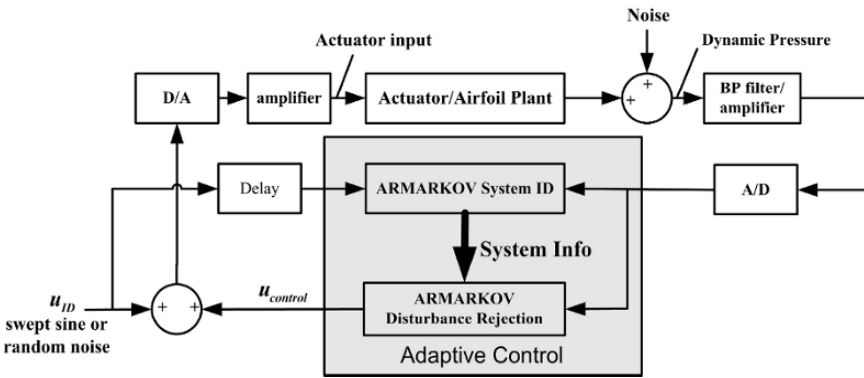 Noise
Actuator input
Dynamic Pressure
D/A
amplifier
Actuator/Airfoil Plant
+
+
BP filter/
amplifier
Delay
ARMARKOV System ID
A/D
System Info
u_ID
swept sine or
random noise
+
+
u_control
ARMARKOV
Disturbance Rejection
Adaptive Control